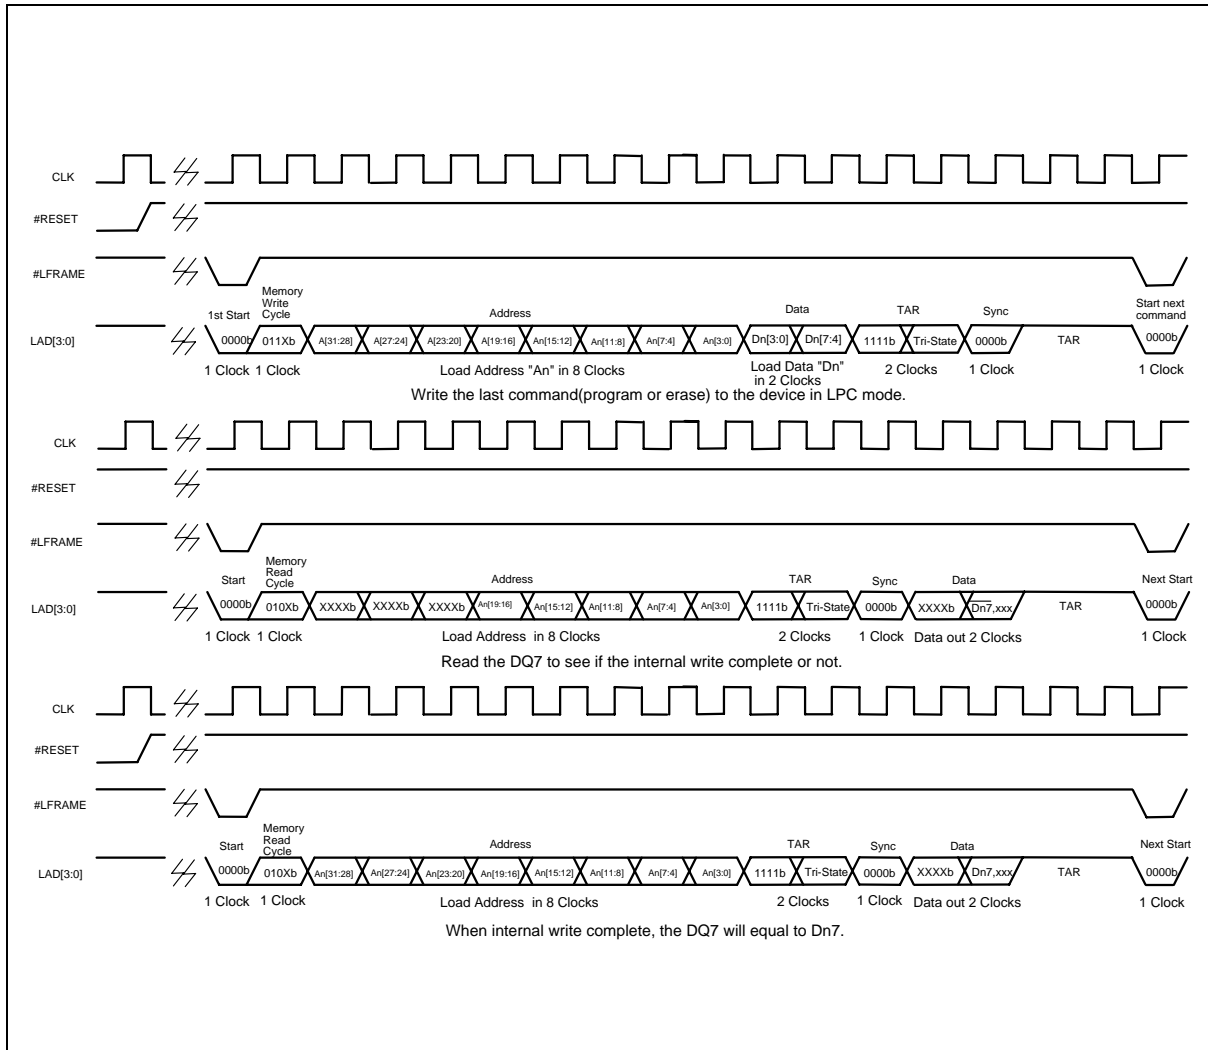 CLK
#RESET
#LFRAME
Memory
Write
Cycle
1st Start Address Data TAR Sync Start next
command
LAD[3:0] 0000b 011Xb A[31:28] A[27:24] A[23:20] A[19:16] An[15:12] An[11:8] An[7:4] An[3:0] Dn[3:0] Dn[7:4] 1111b Tri-State 0000b TAR 0000b
1 Clock 1 Clock Load Address "An" in 8 Clocks Load Data "Dn"
in 2 Clocks 2 Clocks 1 Clock 1 Clock
Write the last command(program or erase) to the device in LPC mode.
CLK
#RESET
#LFRAME
Memory
Read
Cycle
Start Address TAR Sync Data Next Start
LAD[3:0] 0000b 010Xb XXXXb XXXXb XXXXb An[19:16] An[15:12] An[11:8] An[7:4] An[3:0] 1111b Tri-State 0000b XXXXb Dn7,xxx TAR 0000b
1 Clock 1 Clock Load Address in 8 Clocks 2 Clocks 1 Clock Data out 2 Clocks 1 Clock
Read the DQ7 to see if the internal write complete or not.
CLK
#RESET
#LFRAME
Memory
Read
Cycle
Start Address TAR Sync Data Next Start
LAD[3:0] 0000b 010Xb An[31:28] An[27:24] An[23:20] An[19:16] An[15:12] An[11:8] An[7:4] An[3:0] 1111b Tri-State 0000b XXXXb Dn7,xxx TAR 0000b
1 Clock 1 Clock Load Address in 8 Clocks 2 Clocks 1 Clock Data out 2 Clocks 1 Clock
When internal write complete, the DQ7 will equal to Dn7.